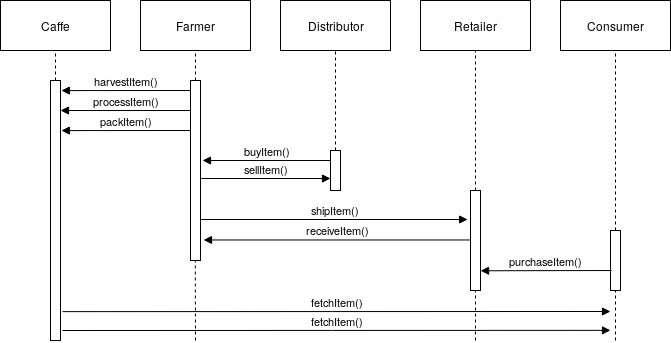 Caffe
Farmer
Distributor
Retailer
Consumer
harvestItem()
processItem()
packItem()
buyItem()
sellItem()
shipItem()
receiveItem()
purchaseItem()
fetchItem()
fetchItem()